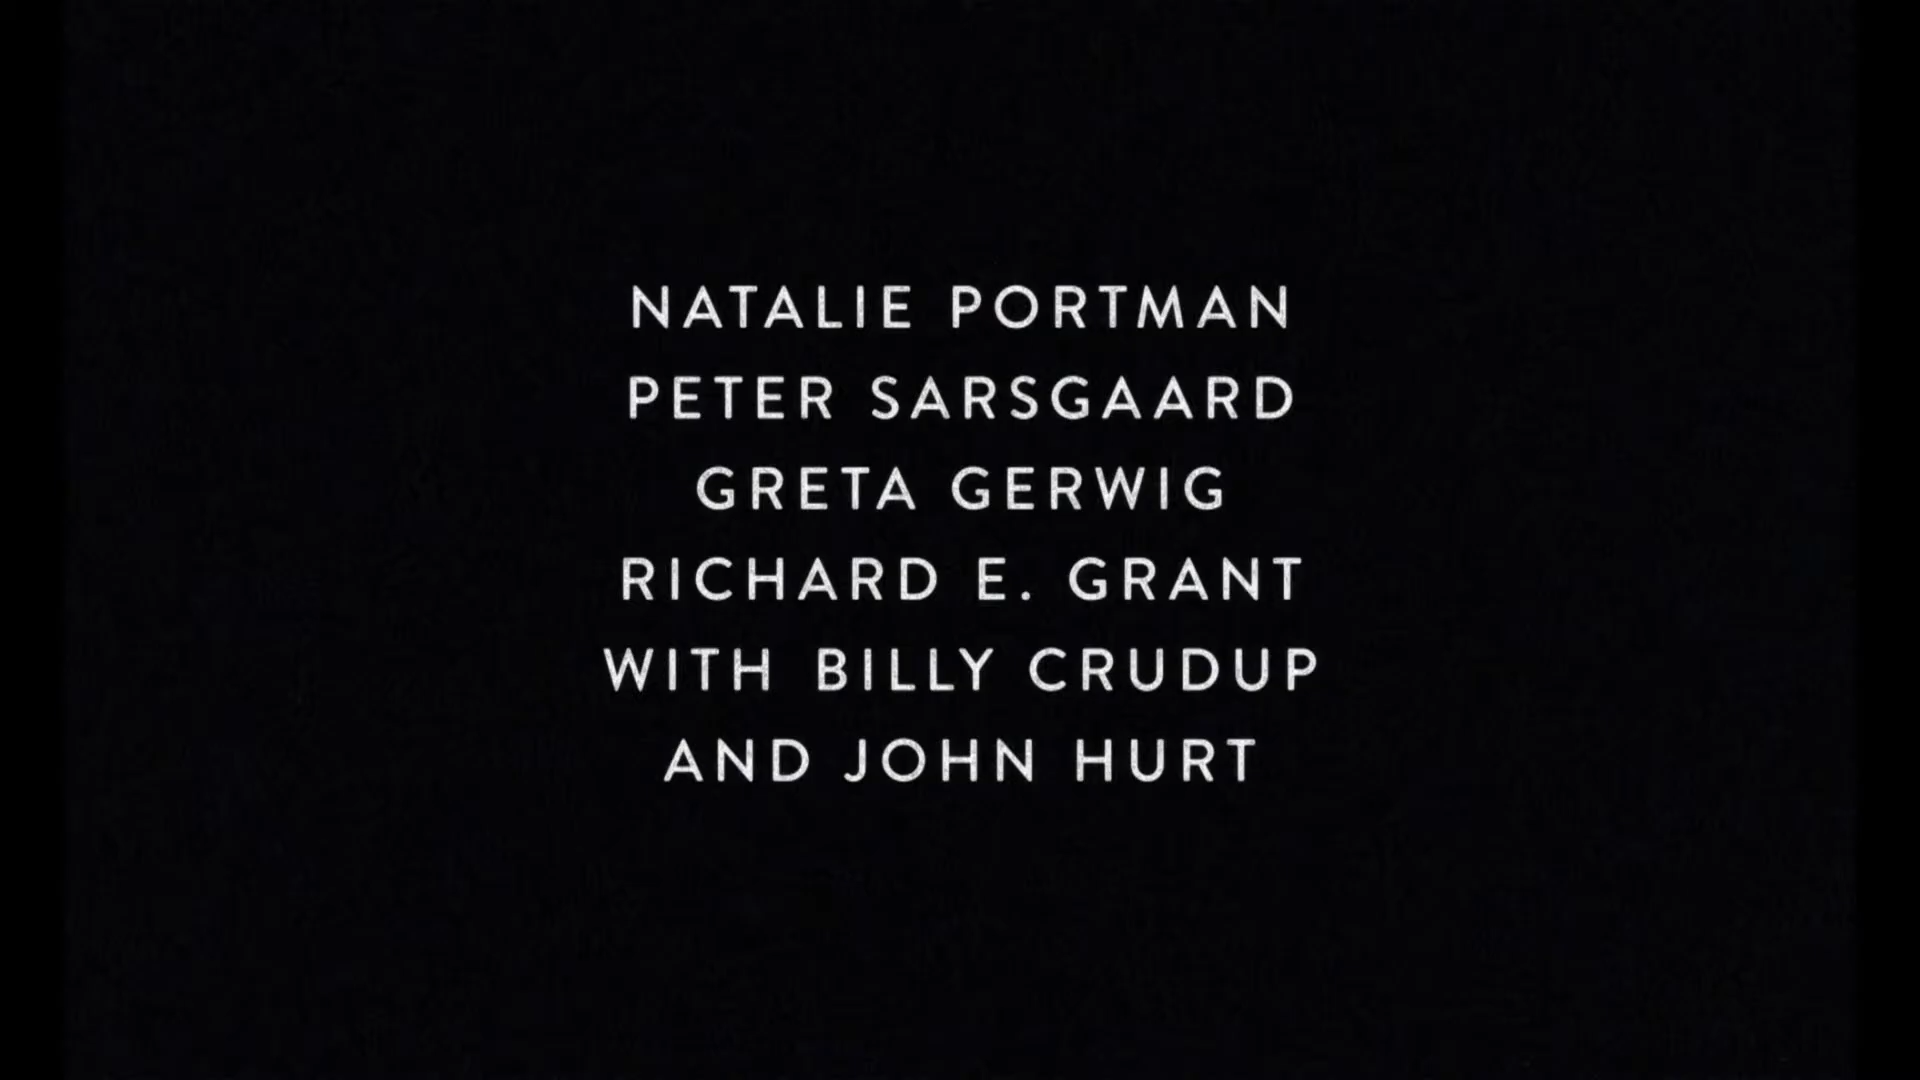 NATALIE PORTMAN
PETER SARSGAARD
GRETA GERWIG
RICHARD E. GRANT
WITH BILLY CRUDUP
AND JOHN HURT